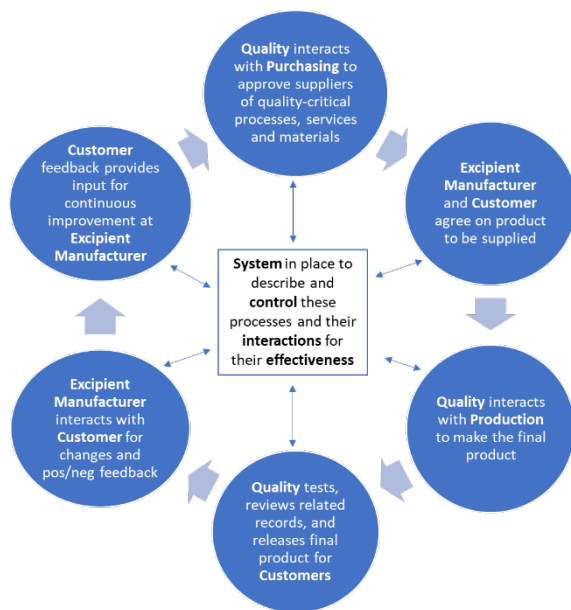 Quality interacts
with Purchasing to
approve suppliers
of quality-critical
processes, services
and materials
Excipient
Manufacturer
and Customer
agree on product
to be supplied
Quality interacts
with Production
to make the final
product
Quality tests,
reviews related
records, and
releases final
product for
Customers
Excipient
Manufacturer
interacts with
Customer for
changes and
pos/neg feedback
Customer
feedback provides
input for
continuous
improvement at
Excipient
Manufacturer
System in place to
describe and
control these
processes and their
interactions for
their effectiveness